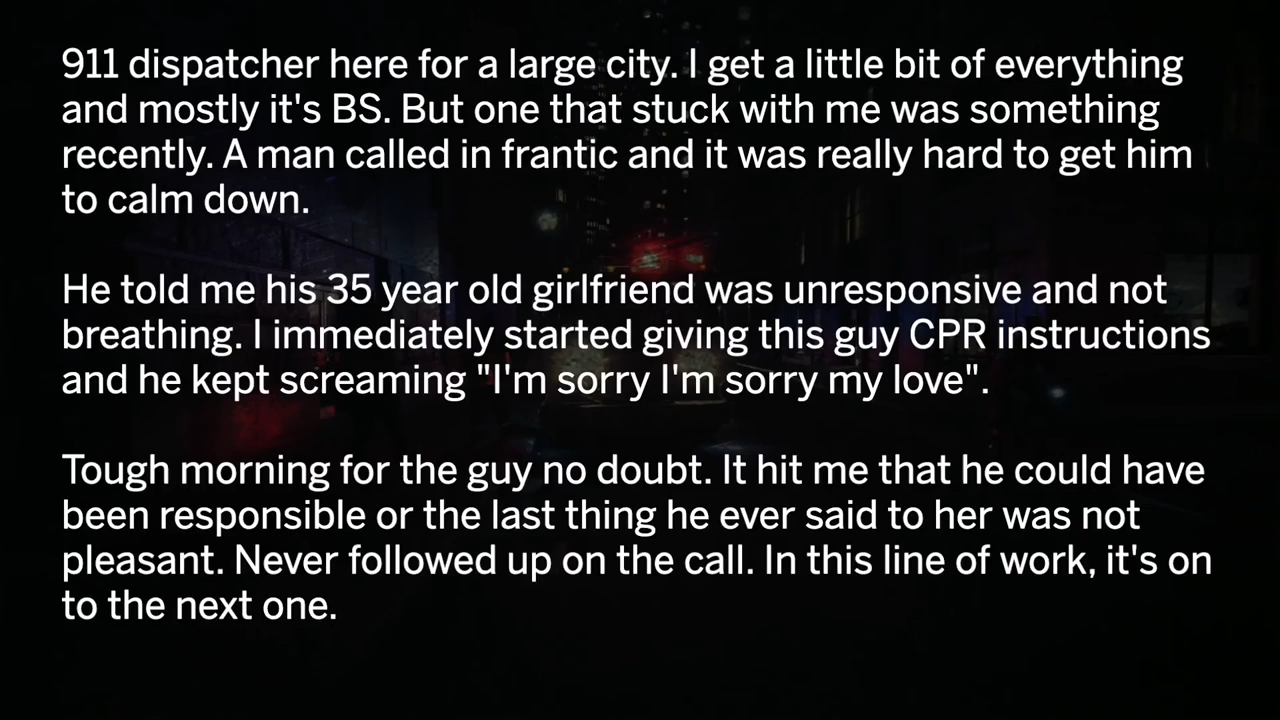 911 dispatcher here for a large city. I get a little bit of everything
and mostly it's BS. But one that stuck with me was something
recently. A man called in frantic and it was really hard to get him
to calm down.
He told me his 35 year old girlfriend was unresponsive and not
breathing. I immediately started giving this guy CPR instructions
and he kept screaming "I'm sorry I'm sorry my love".
Tough morning for the guy no doubt. It hit me that he could have
been responsible or the last thing he ever said to her was not
pleasant. Never followed up on the call. In this line of work, it's on
to the next one.